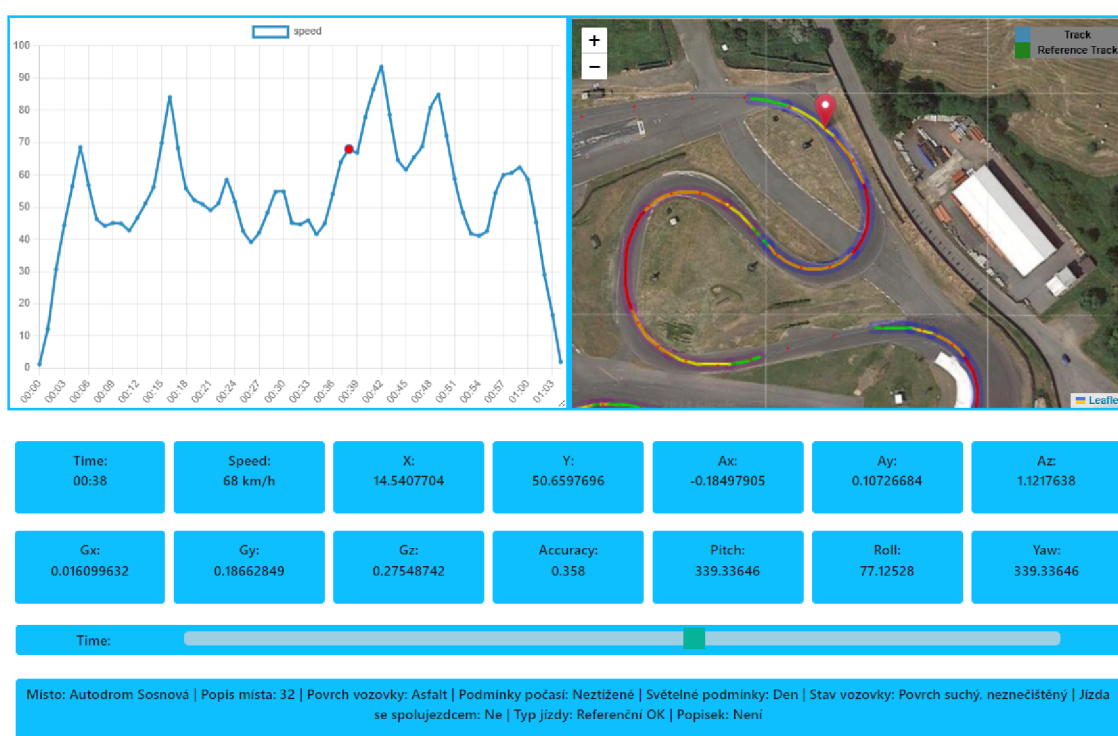 speed
100
90
80
70
60
50
40
30
20
10
0
00:00
00:03
00:06
00:09
00:12
00:15
00:18
00:21
00:24
00:27
00:30
00:33
00:36
00:39
00:42
00:45
00:48
00:51
00:54
00:57
01:00
01:03
+
−
Track
Reference Track
Leafle
Time:
00:38
Speed:
68 km/h
X:
14.5407704
Y:
50.6597696
Ax:
-0.18497905
Ay:
0.10726684
Az:
1.1217638
Gx:
0.016099632
Gy:
0.18662849
Gz:
0.27548742
Accuracy:
0.358
Pitch:
339.33646
Roll:
77.12528
Yaw:
339.33646
Time:
Místo: Autodrom Sosnová | Popis místa: 32 | Povrch vozovky: Asfalt | Podmínky počasí: Neztížené | Světelné podmínky: Den | Stav vozovky: Povrch suchý, neznečištěný | Jízda
se spolujezdcem: Ne | Typ jízdy: Referenční OK | Popisek: Není